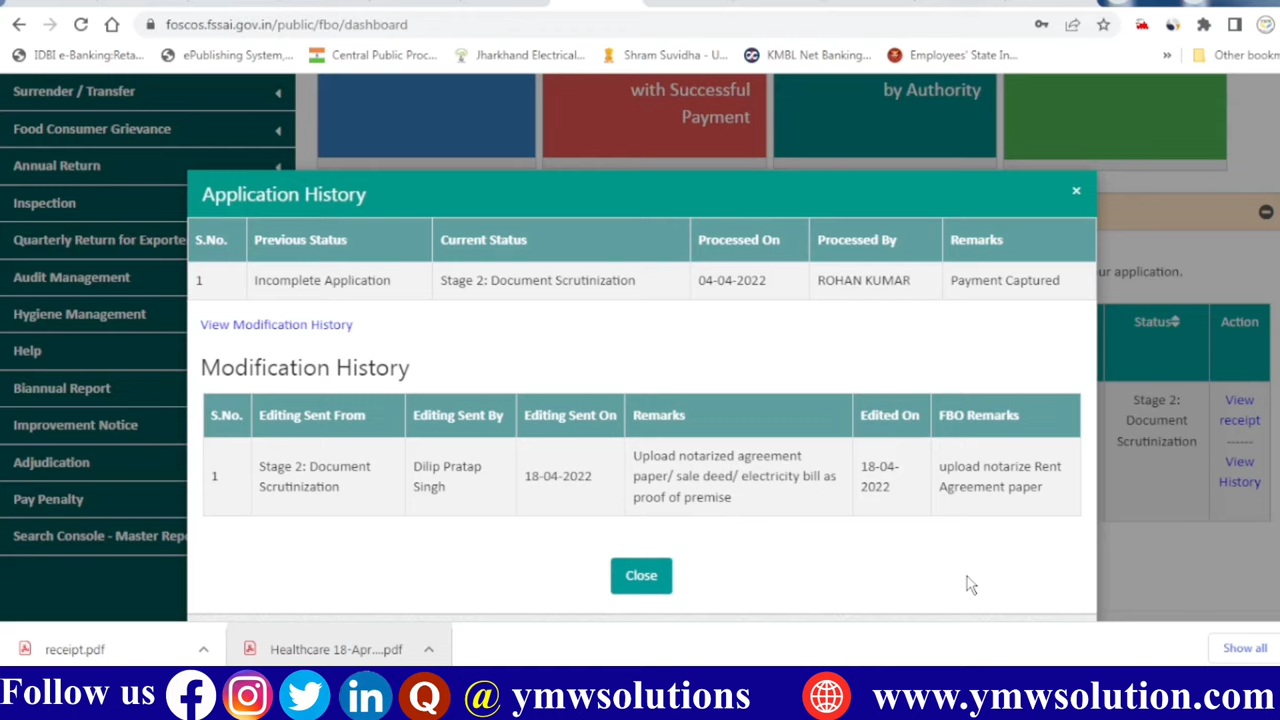 foscos.fssai.gov.in/public/fbo/dashboard
IDBI e-Banking:Reta... ePublishing System,... Central Public Proc... Jharkhand Electrical... Shram Suvidha - U... KMBL Net Banking... Employees' State In... » Other bookm
Surrender / Transfer
Food Consumer Grievance
Annual Return
Inspection
Quarterly Return for Exporte
Audit Management
Hygiene Management
Help
Biannual Report
Improvement Notice
Adjudication
Pay Penalty
Search Console - Master Rep
with Successful
Payment
by Authority
Application History ×
S.No. Previous Status Current Status Processed On Processed By Remarks
1 Incomplete Application Stage 2: Document Scrutinization 04-04-2022 ROHAN KUMAR Payment Captured
View Modification History
Modification History
S.No. Editing Sent From Editing Sent By Editing Sent On Remarks Edited On FBO Remarks
1
Stage 2: Document
Scrutinization
Dilip Pratap
Singh
18-04-2022
Upload notarized agreement
paper/ sale deed/ electricity bill as
proof of premise
18-04-
2022
upload notarize Rent
Agreement paper
Close
our application.
Status Action
Stage 2:
Document
Scrutinization
View
receipt
------
View
History
receipt.pdf Healthcare 18-Apr....pdf Show all
Follow us @ ymwsolutions www.ymwsolution.com